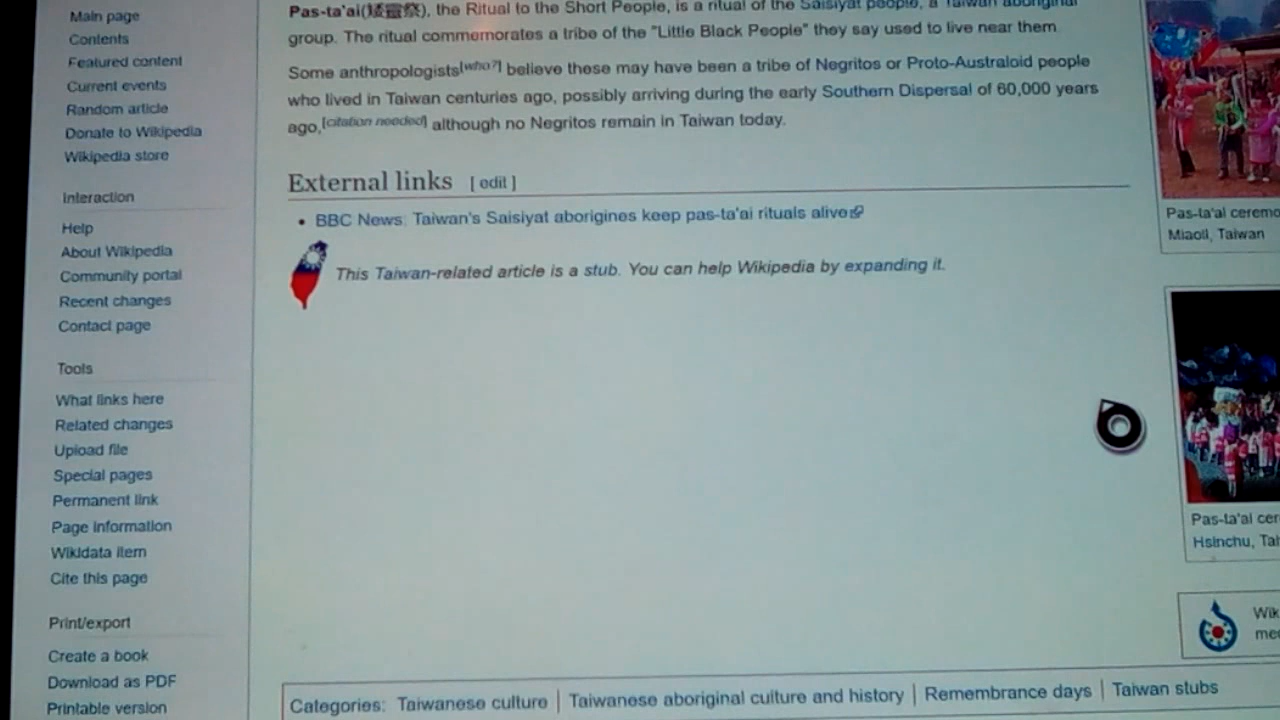 Main page
Contents
Featured content
Current events
Random article
Donate to Wikipedia
Wikipedia store
Interaction
Help
About Wikipedia
Community portal
Recent changes
Contact page
Tools
What links here
Related changes
Upload file
Special pages
Permanent link
Page information
Wikidata item
Cite this page
Print/export
Create a book
Download as PDF
Printable version
Pas-ta'ai(矮靈祭), the Ritual to the Short People, is a ritual of the Saisiyat people, a Taiwan aboriginal
group. The ritual commemorates a tribe of the "Little Black People" they say used to live near them
Some anthropologists[who?] believe these may have been a tribe of Negritos or Proto-Australoid people
who lived in Taiwan centuries ago, possibly arriving during the early Southern Dispersal of 60,000 years
ago,[citation needed] although no Negritos remain in Taiwan today.
External links [ edit ]
• BBC News: Taiwan's Saisiyat aborigines keep pas-ta'ai rituals alive
This Taiwan-related article is a stub. You can help Wikipedia by expanding it.
Pas-ta'ai ceremo
Miaoli, Taiwan
Pas-ta'ai cer
Hsinchu, Tai
Wik
me
Categories: Taiwanese culture | Taiwanese aboriginal culture and history | Remembrance days | Taiwan stubs